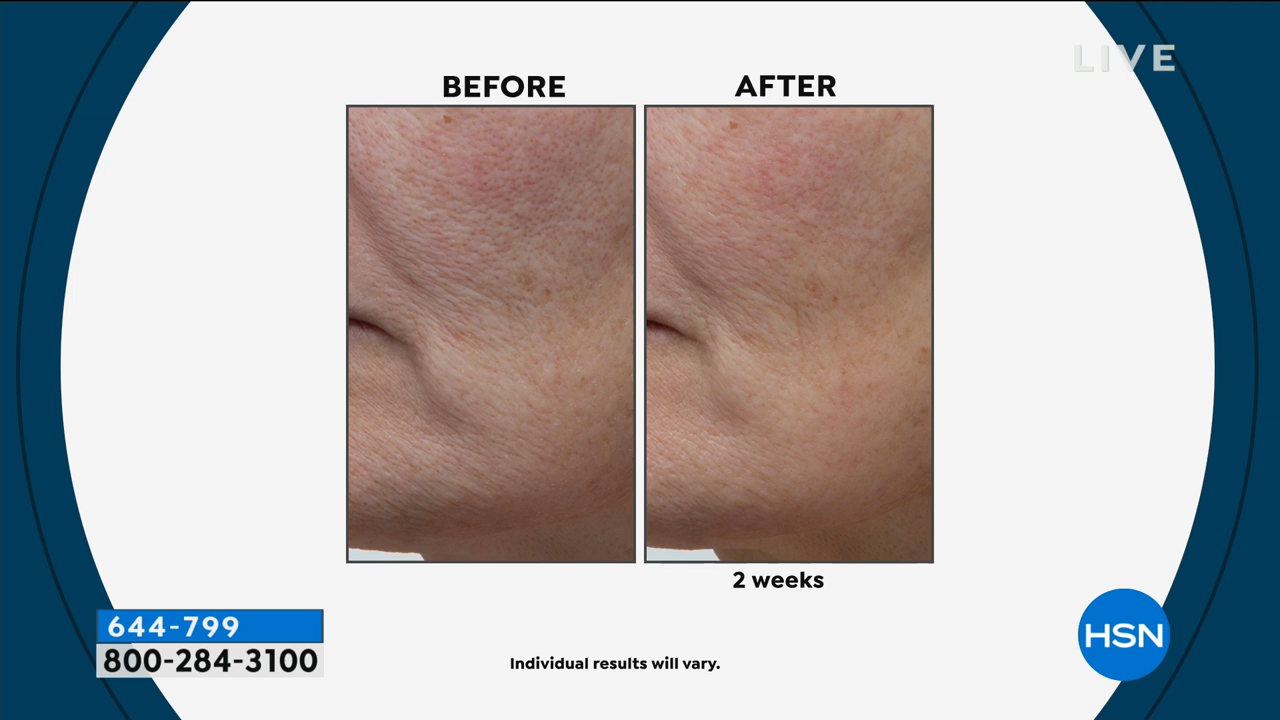 LIVE
BEFORE
AFTER
2 weeks
644-799
800-284-3100
Individual results will vary.
HSN